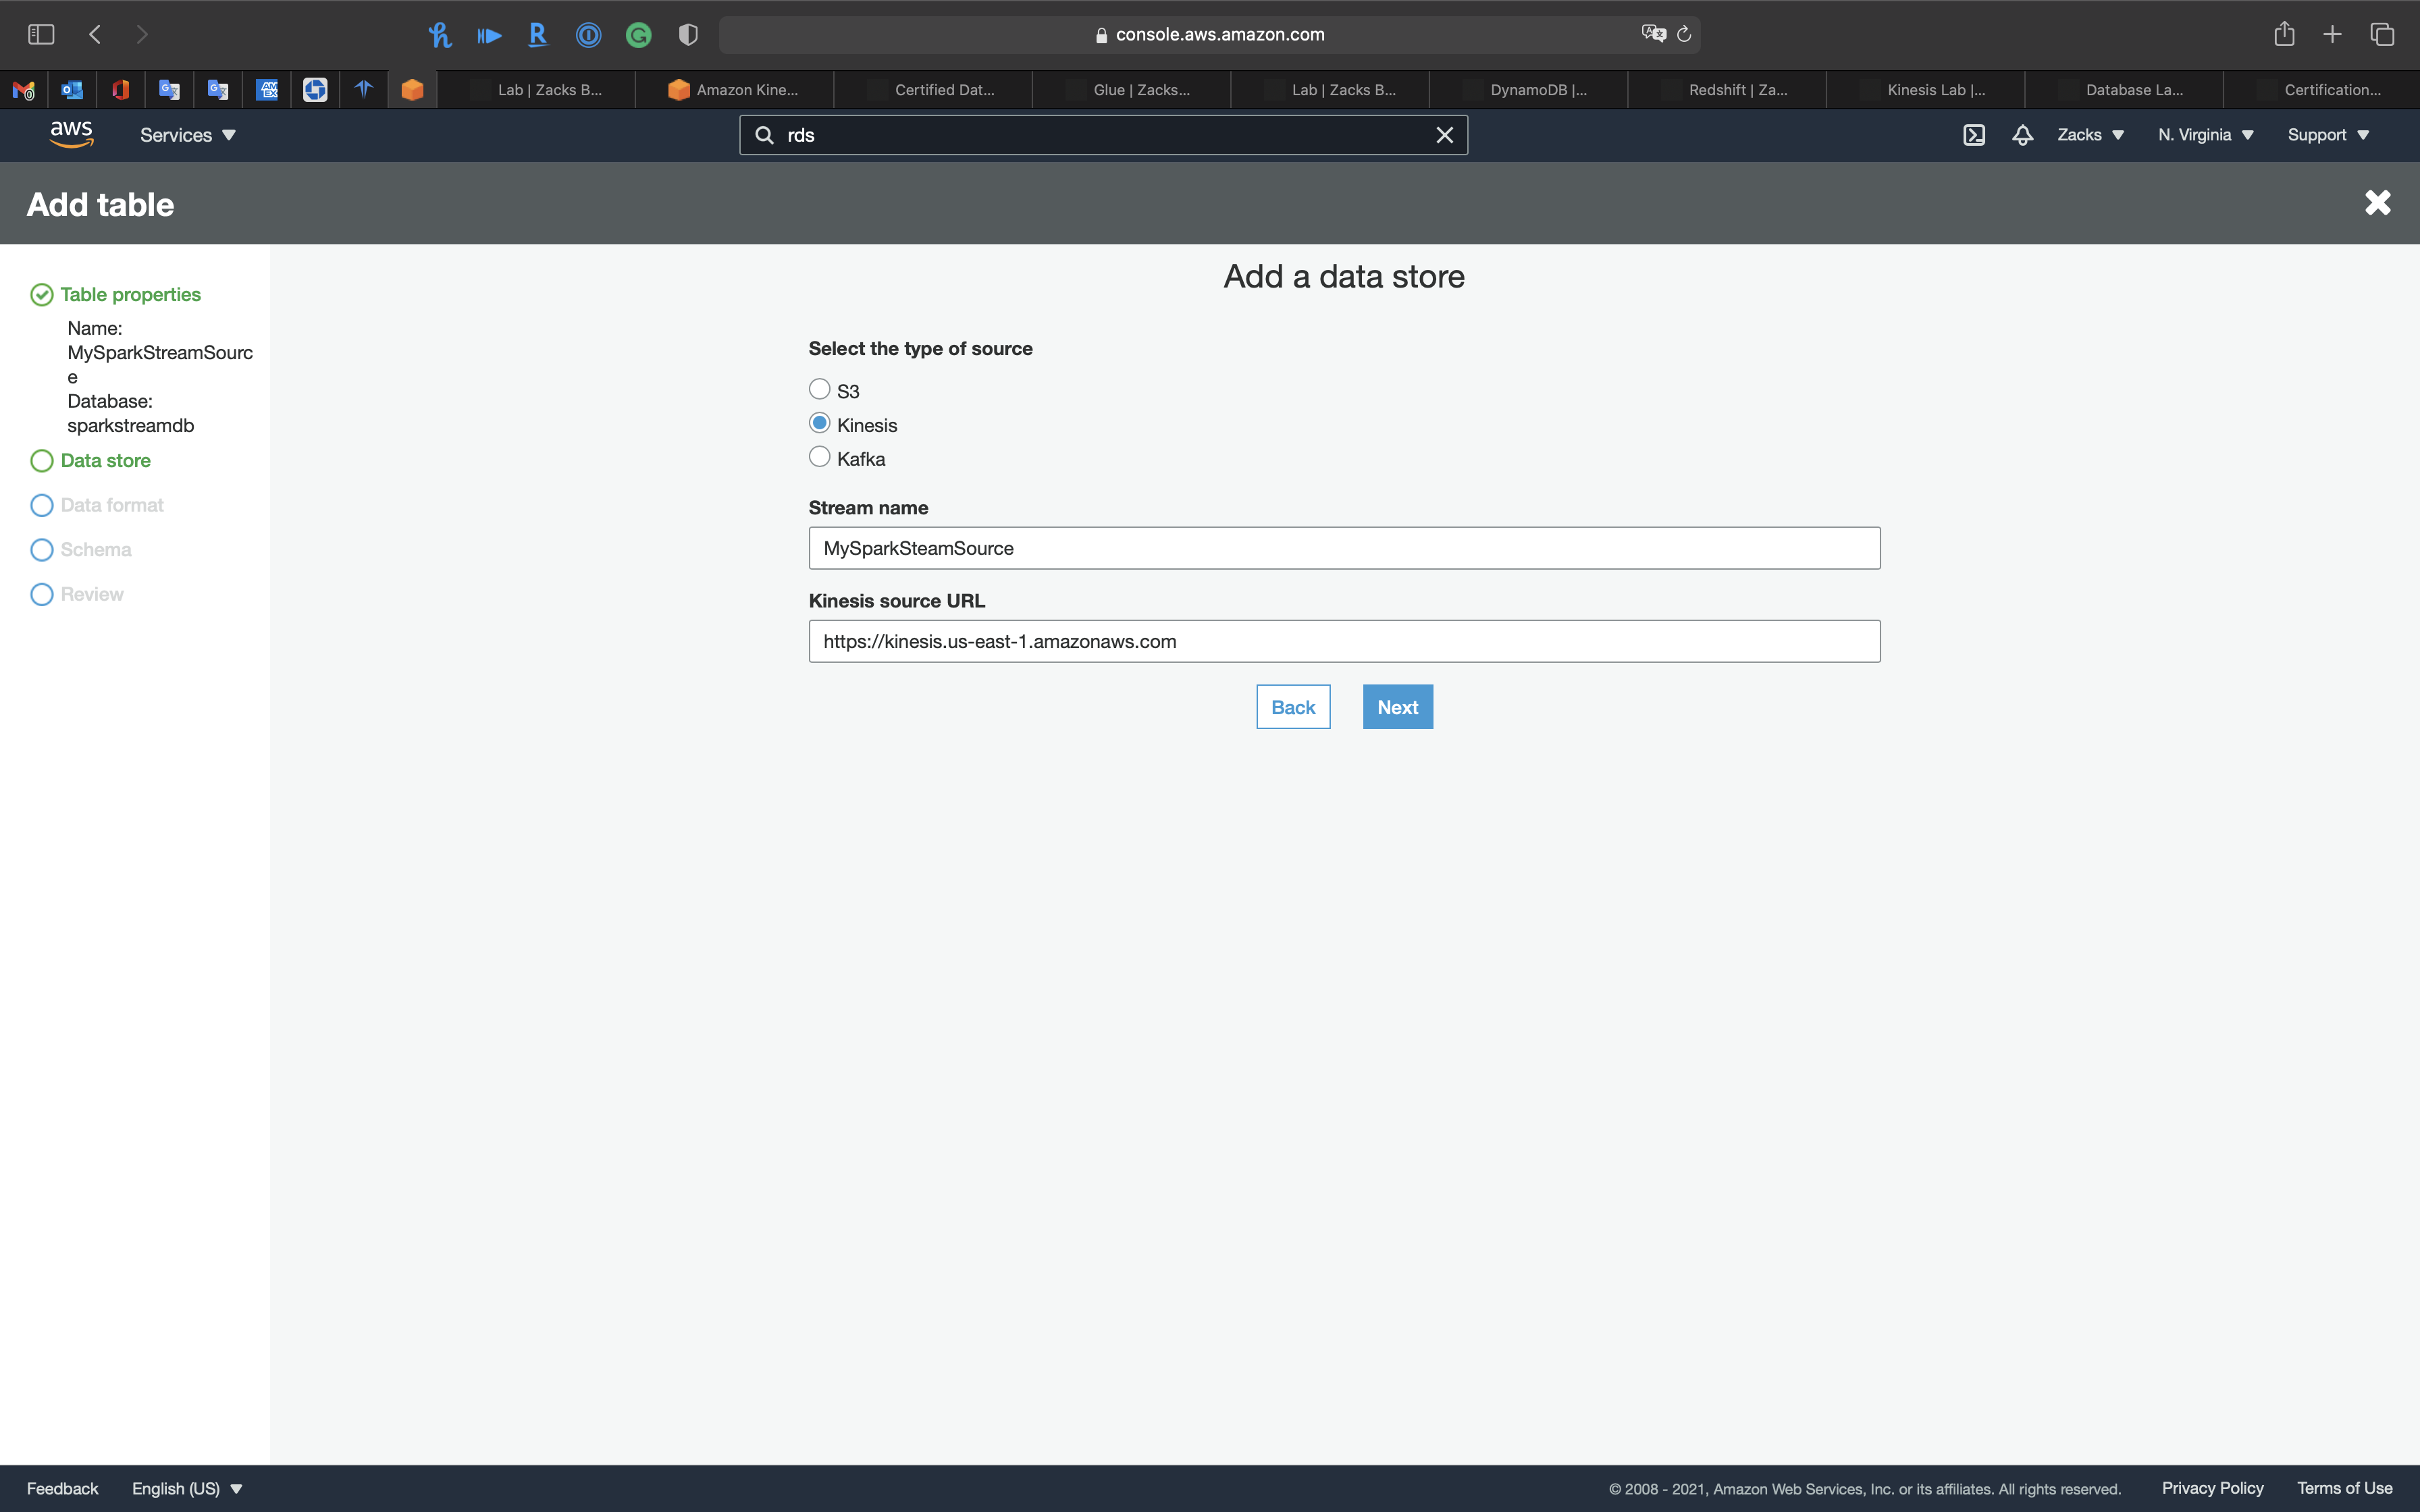 console.aws.amazon.com
Lab | Zacks B...
Amazon Kine...
Certified Dat...
Glue | Zacks...
Lab | Zacks B...
DynamoDB |...
Redshift | Za...
Kinesis Lab |...
Database La...
Certification...
aws
Services
rds
Zacks
N. Virginia
Support
Add table
Table properties
Name:
MySparkStreamSourc
e
Database:
sparkstreamdb
Data store
Data format
Schema
Review
Add a data store
Select the type of source
S3
Kinesis
Kafka
Stream name
MySparkSteamSource
Kinesis source URL
https://kinesis.us-east-1.amazonaws.com
Back
Next
Feedback
English (US)
© 2008 - 2021, Amazon Web Services, Inc. or its affiliates. All rights reserved.
Privacy Policy
Terms of Use